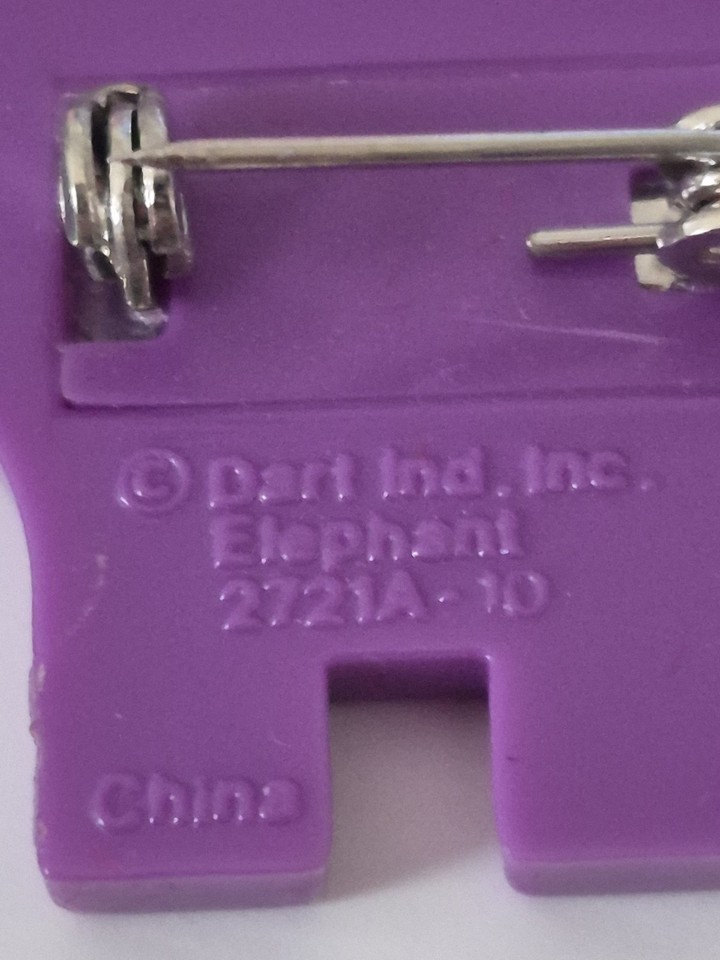 © Dart Ind. Inc.
Elephant
2721A-10
China